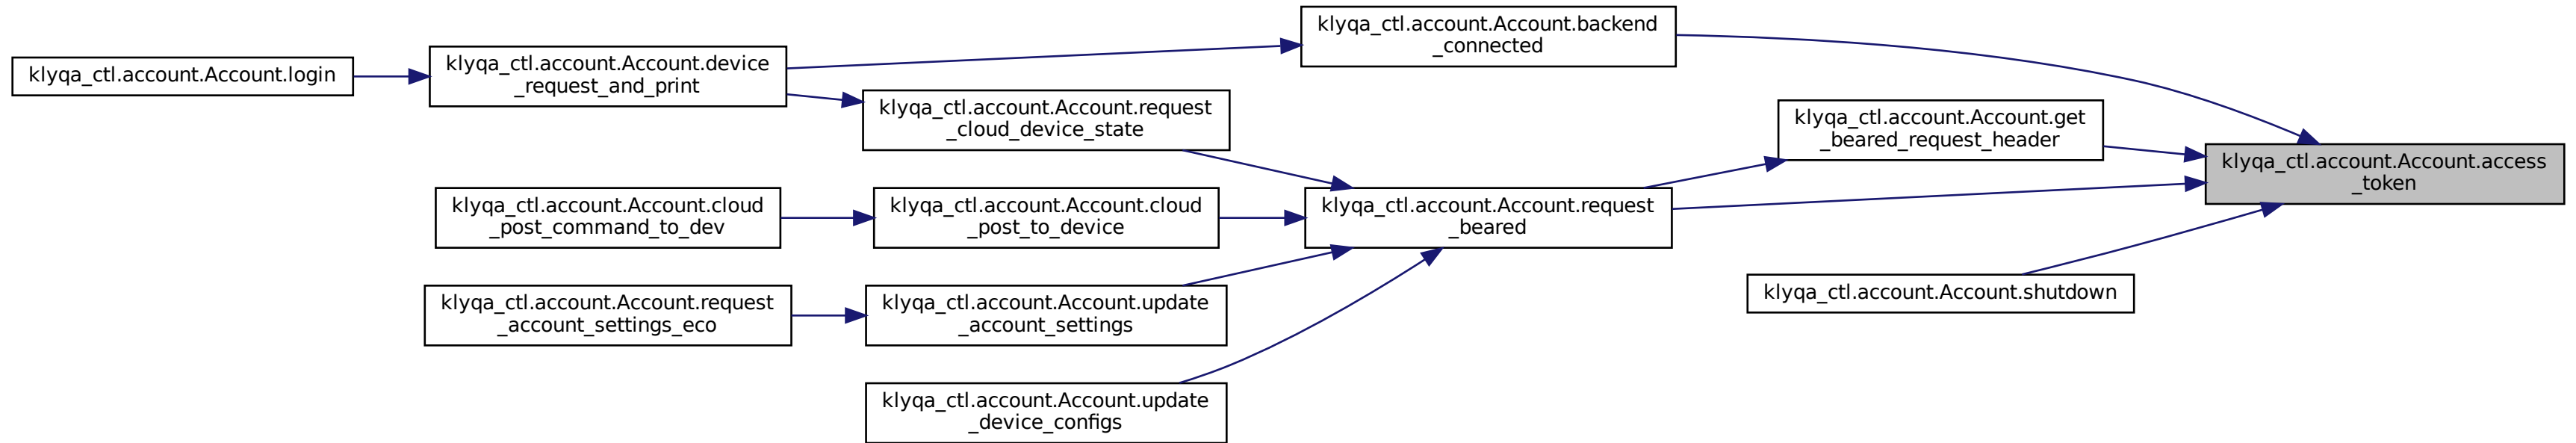 klyqa_ctl.account.Account.login
klyqa_ctl.account.Account.device
_request_and_print
klyqa_ctl.account.Account.backend
_connected
klyqa_ctl.account.Account.request
_cloud_device_state
klyqa_ctl.account.Account.get
_beared_request_header
klyqa_ctl.account.Account.access
_token
klyqa_ctl.account.Account.cloud
_post_command_to_dev
klyqa_ctl.account.Account.cloud
_post_to_device
klyqa_ctl.account.Account.request
_beared
klyqa_ctl.account.Account.shutdown
klyqa_ctl.account.Account.request
_account_settings_eco
klyqa_ctl.account.Account.update
_account_settings
klyqa_ctl.account.Account.update
_device_configs